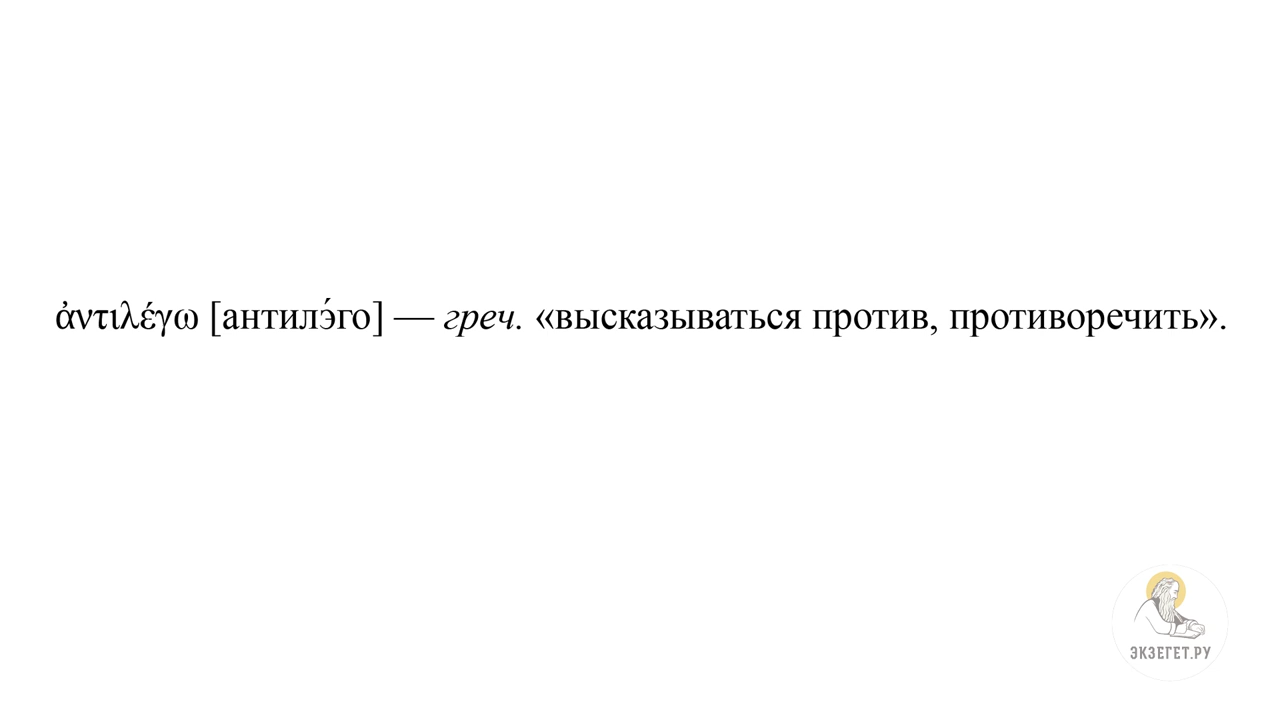 ἀντιλέγω [антилэ́го] — греч. «высказываться против, противоречить».
ЭКЗЕГЕТ.РУ